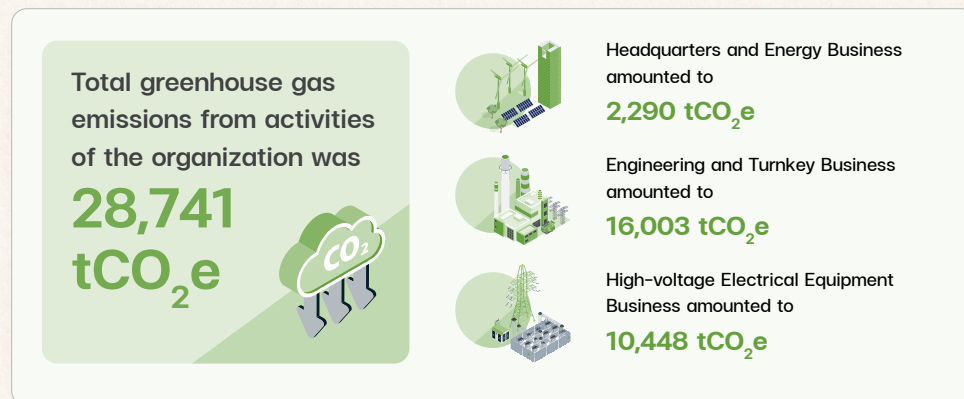 Total greenhouse gas
emissions from activities
of the organization was
28,741
tCO₂e
CO₂
Headquarters and Energy Business
amounted to
2,290 tCO₂e
Engineering and Turnkey Business
amounted to
16,003 tCO₂e
High-voltage Electrical Equipment
Business amounted to
10,448 tCO₂e